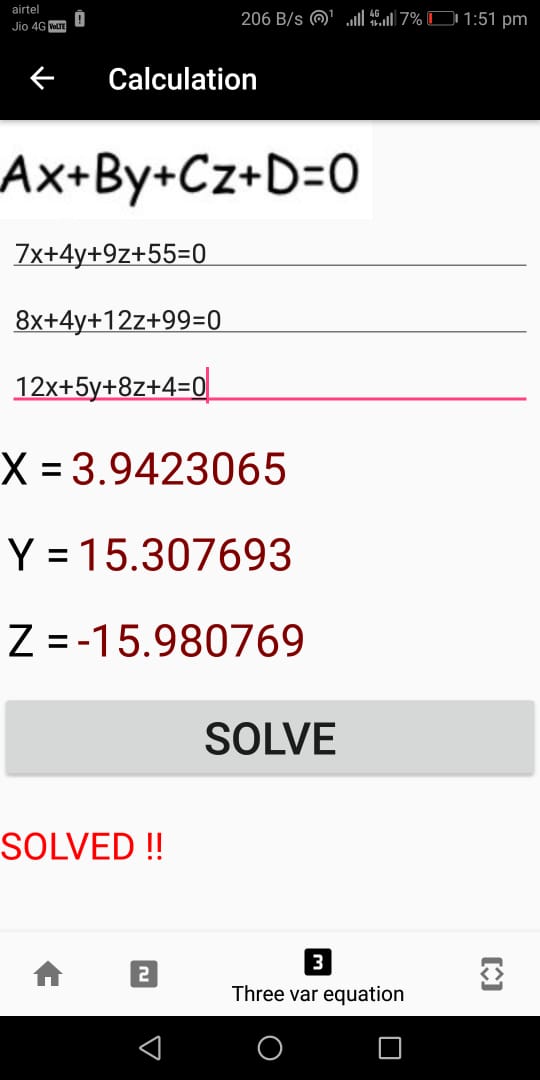 airtel
Jio 4G VoLTE
206 B/s 1 4G 7% 1:51 pm
Calculation
Ax+By+Cz+D=0
7x+4y+9z+55=0
8x+4y+12z+99=0
12x+5y+8z+4=0
X = 3.9423065
Y = 15.307693
Z = -15.980769
SOLVE
SOLVED !!
2
3
Three var equation